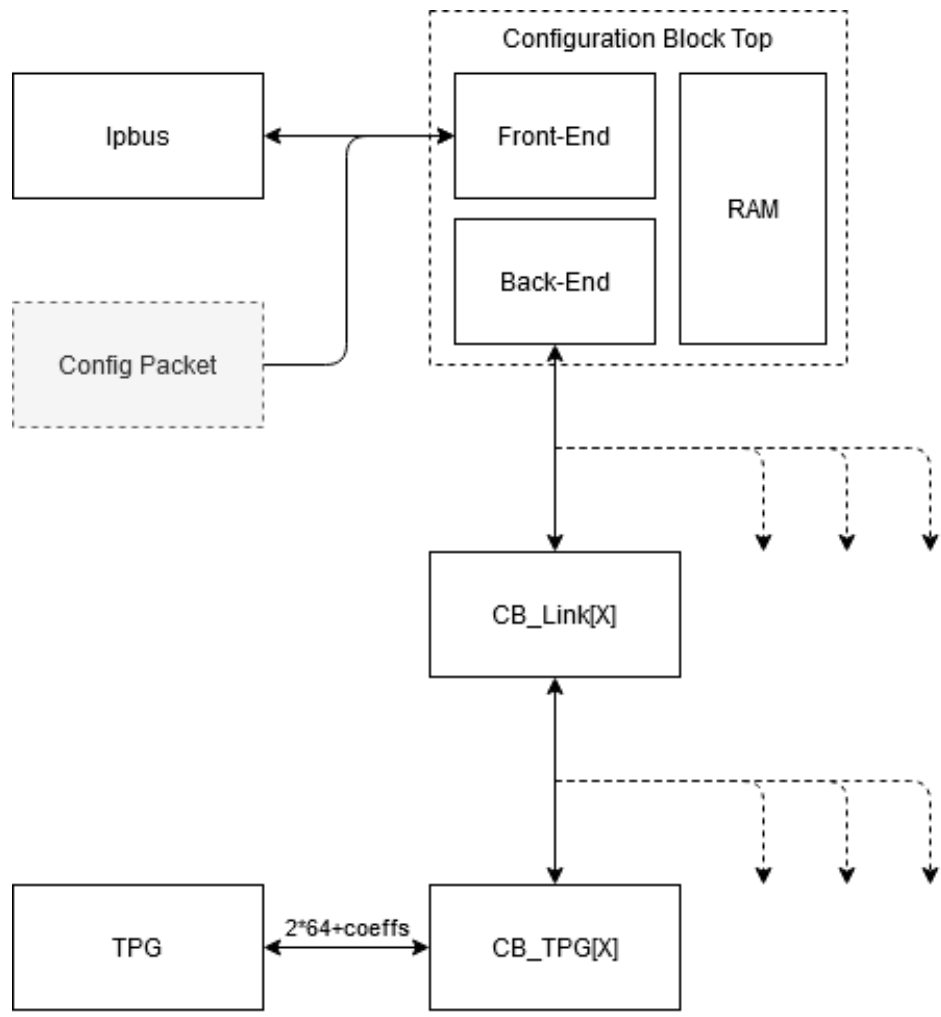 Configuration Block Top
Ipbus
Front-End
RAM
Back-End
Config Packet
CB_Link[X]
TPG
2*64+coeffs
CB_TPG[X]